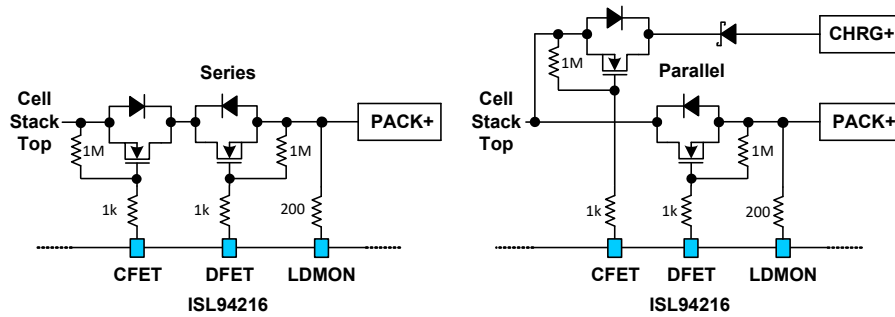 Series
Cell
Stack
Top
1M
1M
PACK+
1k
1k
200
CFET
DFET
LDMON
ISL94216
CHRG+
1M
Parallel
Cell
Stack
Top
PACK+
1M
1k
1k
200
CFET
DFET
LDMON
ISL94216